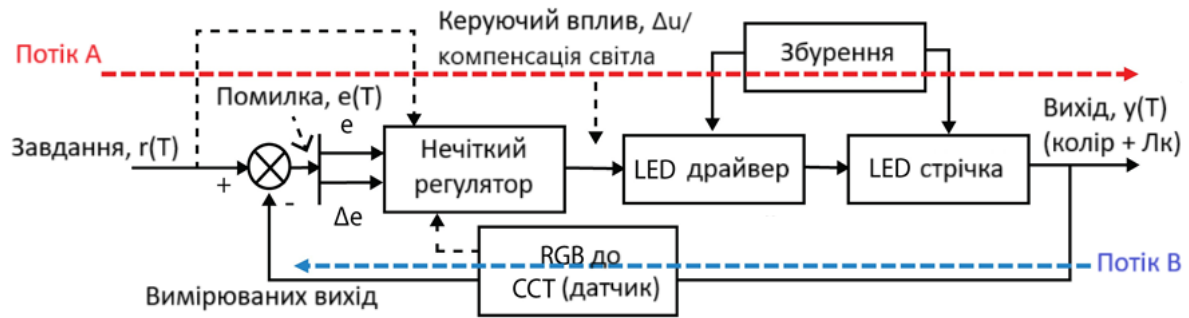 Керуючий вплив, Δu/
компенсація світла
Збурення
Потік А
Помилка, e(T)
e
Завдання, r(T)
+
-
Δe
Нечіткий
регулятор
LED драйвер
LED стрічка
Вихід, y(T)
(колір + Лк)
RGB до
CCT (датчик)
Потік В
Вимірюваних вихід